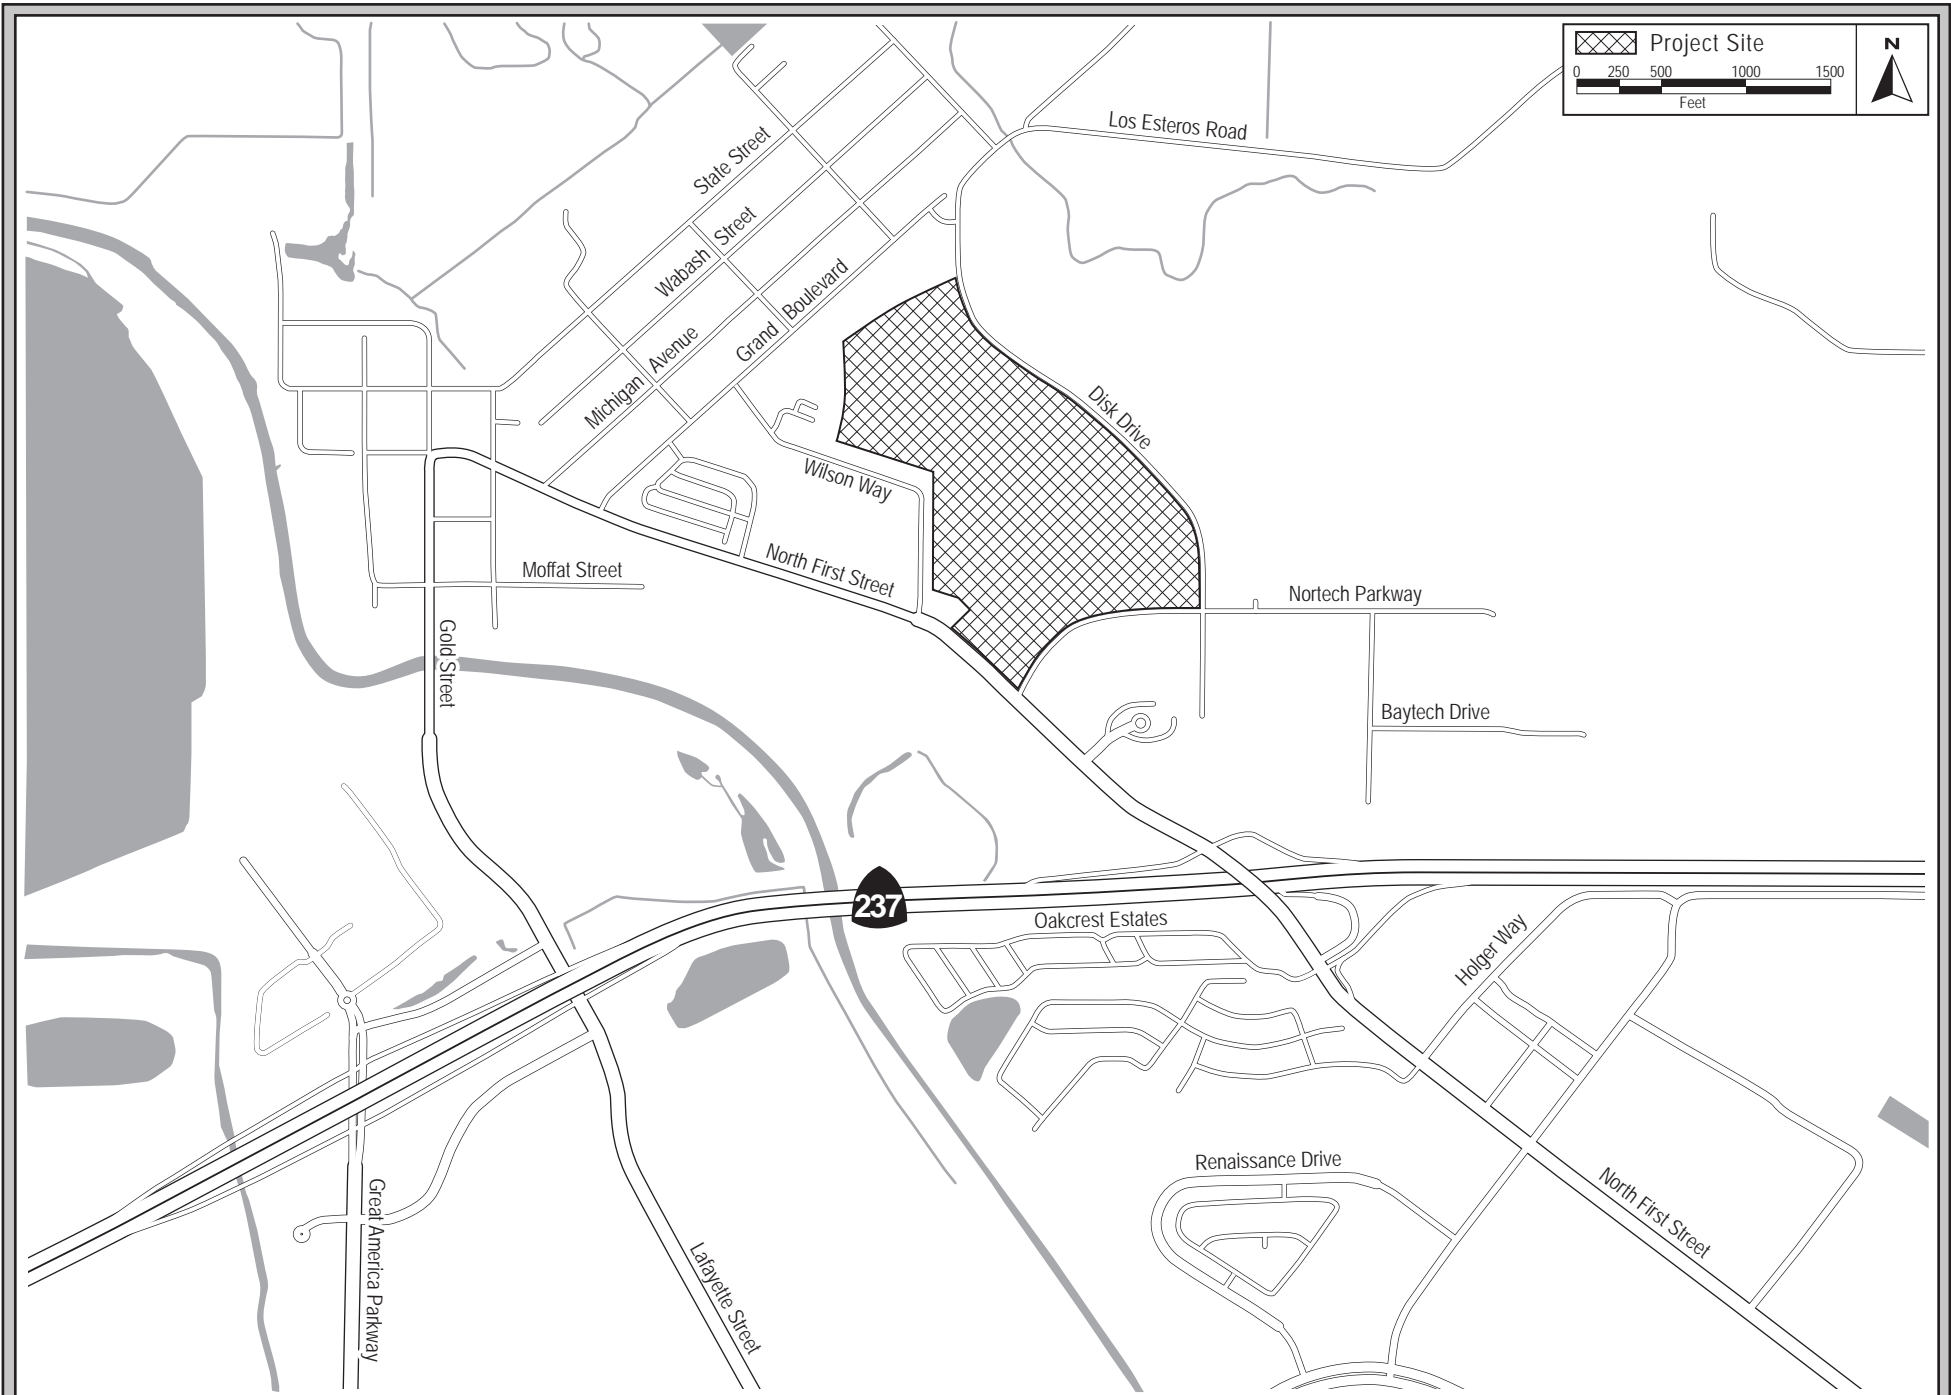 Project Site
N
0 250 500 1000 1500
Feet
Los Esteros Road
State Street
Wabash Street
Michigan Avenue
Grand Boulevard
Disk Drive
Wilson Way
North First Street
Moffat Street
Nortech Parkway
Gold Street
Baytech Drive
237
Oakcrest Estates
Holger Way
Renaissance Drive
North First Street
Great America Parkway
Lafayette Street